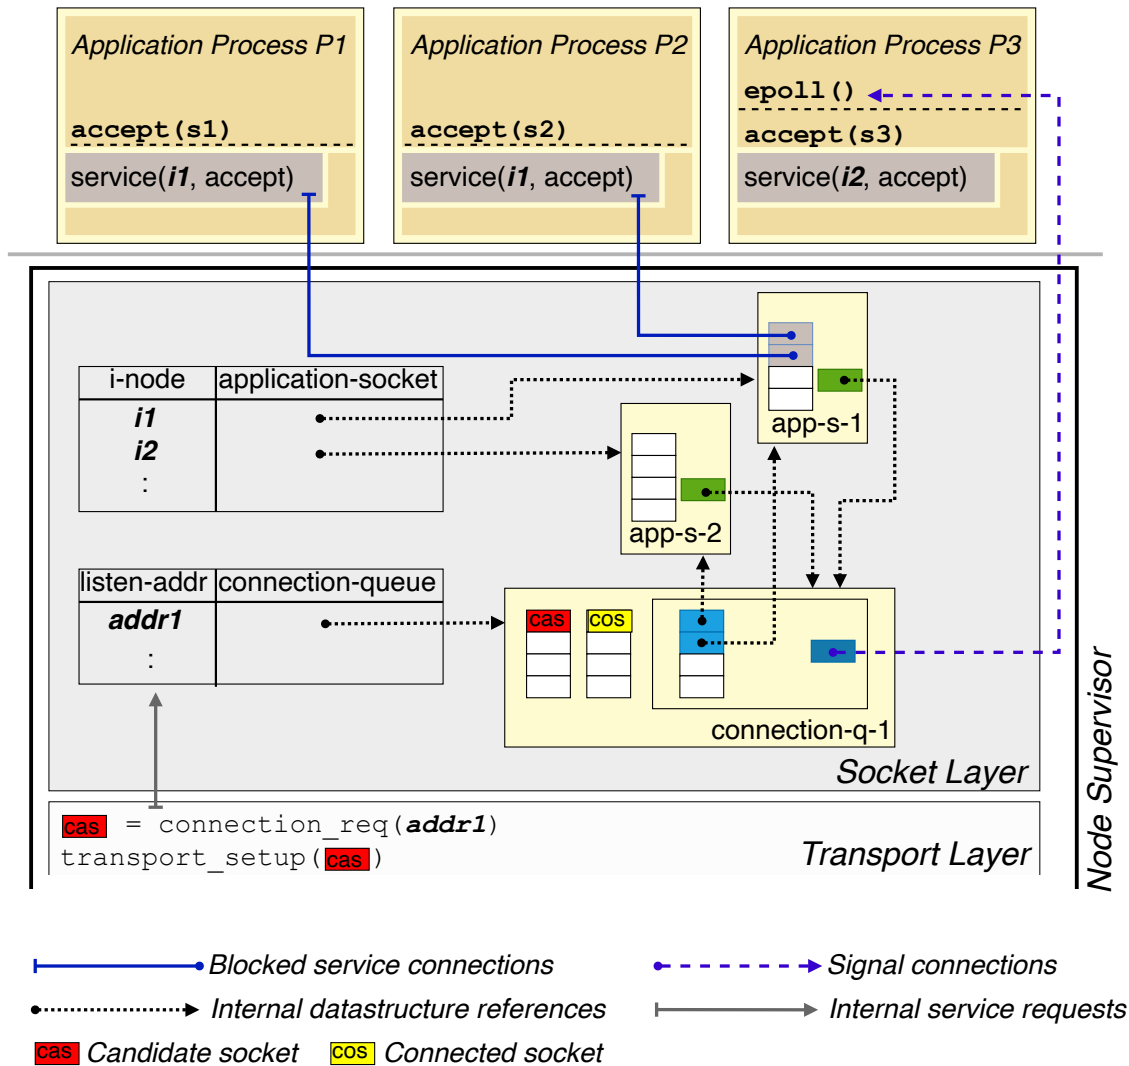 Application Process P1
Application Process P2
Application Process P3
epoll()
accept(s1)
accept(s2)
accept(s3)
service(i1, accept)
service(i1, accept)
service(i2, accept)
i-node application-socket
i1
i2
:
app-s-1
app-s-2
listen-addr connection-queue
addr1
:
cas
cos
connection-q-1
Socket Layer
cas = connection_req(addr1)
transport_setup(cas)
Transport Layer
Node Supervisor
Blocked service connections
Signal connections
Internal datastructure references
Internal service requests
cas Candidate socket
cos Connected socket